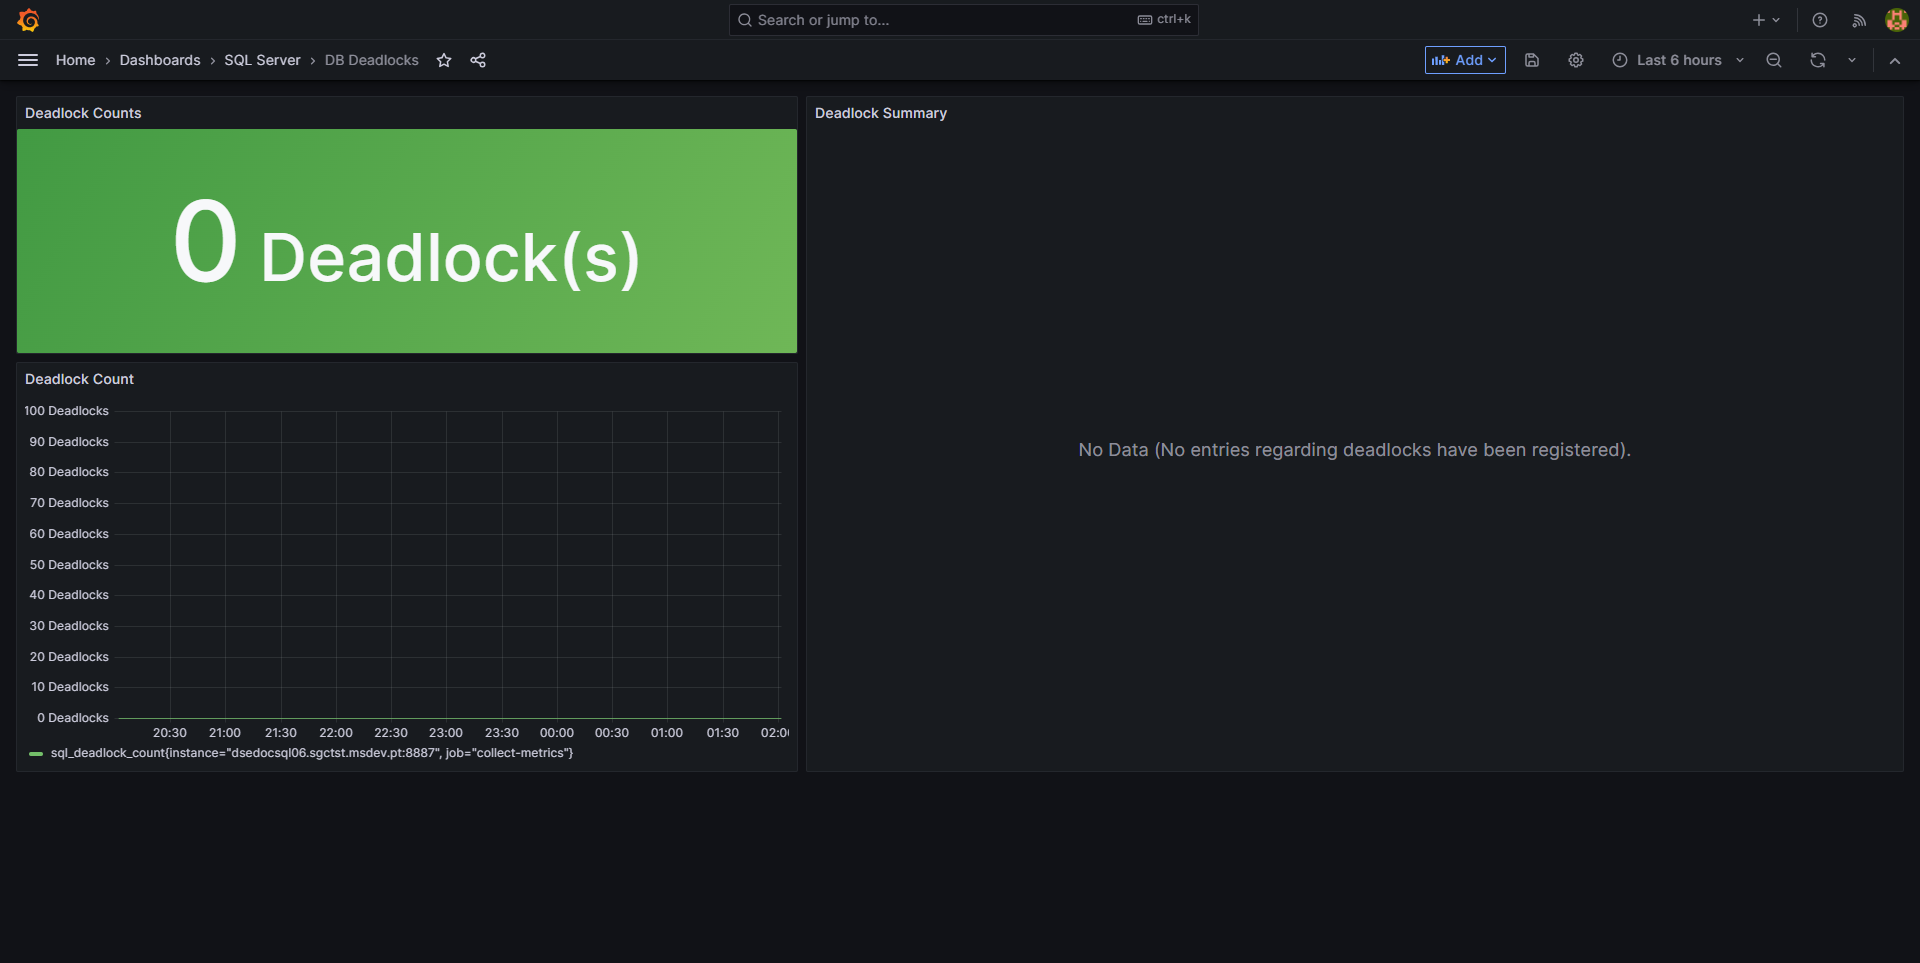 Search or jump to...
ctrl+k
Home › Dashboards › SQL Server › DB Deadlocks
Add
Last 6 hours
Deadlock Counts
0 Deadlock(s)
Deadlock Summary
No Data (No entries regarding deadlocks have been registered).
Deadlock Count
100 Deadlocks
90 Deadlocks
80 Deadlocks
70 Deadlocks
60 Deadlocks
50 Deadlocks
40 Deadlocks
30 Deadlocks
20 Deadlocks
10 Deadlocks
0 Deadlocks
20:30 21:00 21:30 22:00 22:30 23:00 23:30 00:00 00:30 01:00 01:30 02:0
sql_deadlock_count{instance="dsedocsql06.sgctst.msdev.pt:8887", job="collect-metrics"}